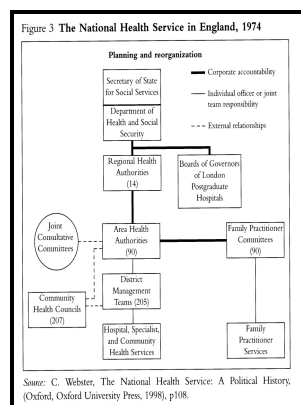 Figure 3 The National Health Service in England, 1974
Planning and reorganization
Secretary of State
for Social Services
Department of
Health and Social
Security
Corporate accountability
Individual officer or joint
team responsibility
External relationships
Regional Health
Authorities
(14)
Boards of Governors
of London
Postgraduate
Hospitals
Joint
Consultative
Committees
Area Health
Authorities
(90)
Family Practitioner
Committees
(90)
District
Management
Teams (205)
Community
Health Councils
(207)
Hospital, Specialist,
and Community
Health Services
Family
Practitioner
Services
Source: C. Webster, The National Health Service: A Political History,
(Oxford, Oxford University Press, 1998), p108.